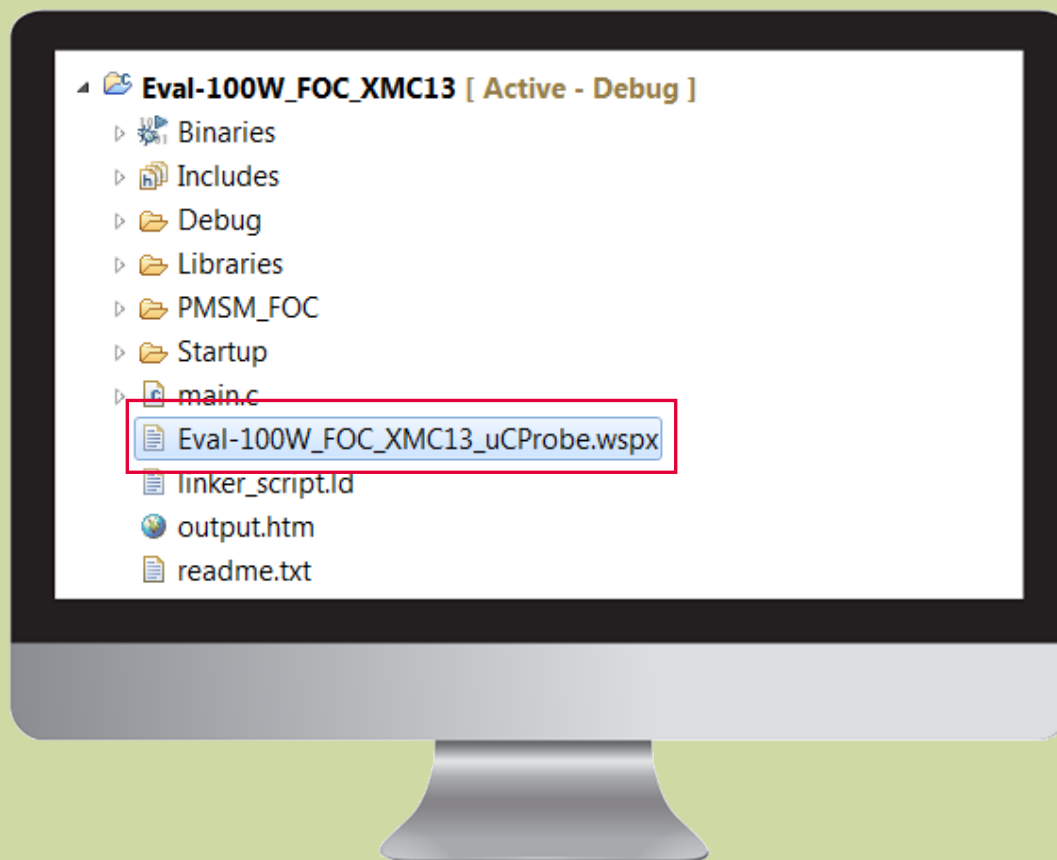 Eval-100W_FOC_XMC13 [ Active - Debug ]
Binaries
Includes
Debug
Libraries
PMSM_FOC
Startup
main.c
Eval-100W_FOC_XMC13_uCProbe.wspx
linker_script.ld
output.htm
readme.txt